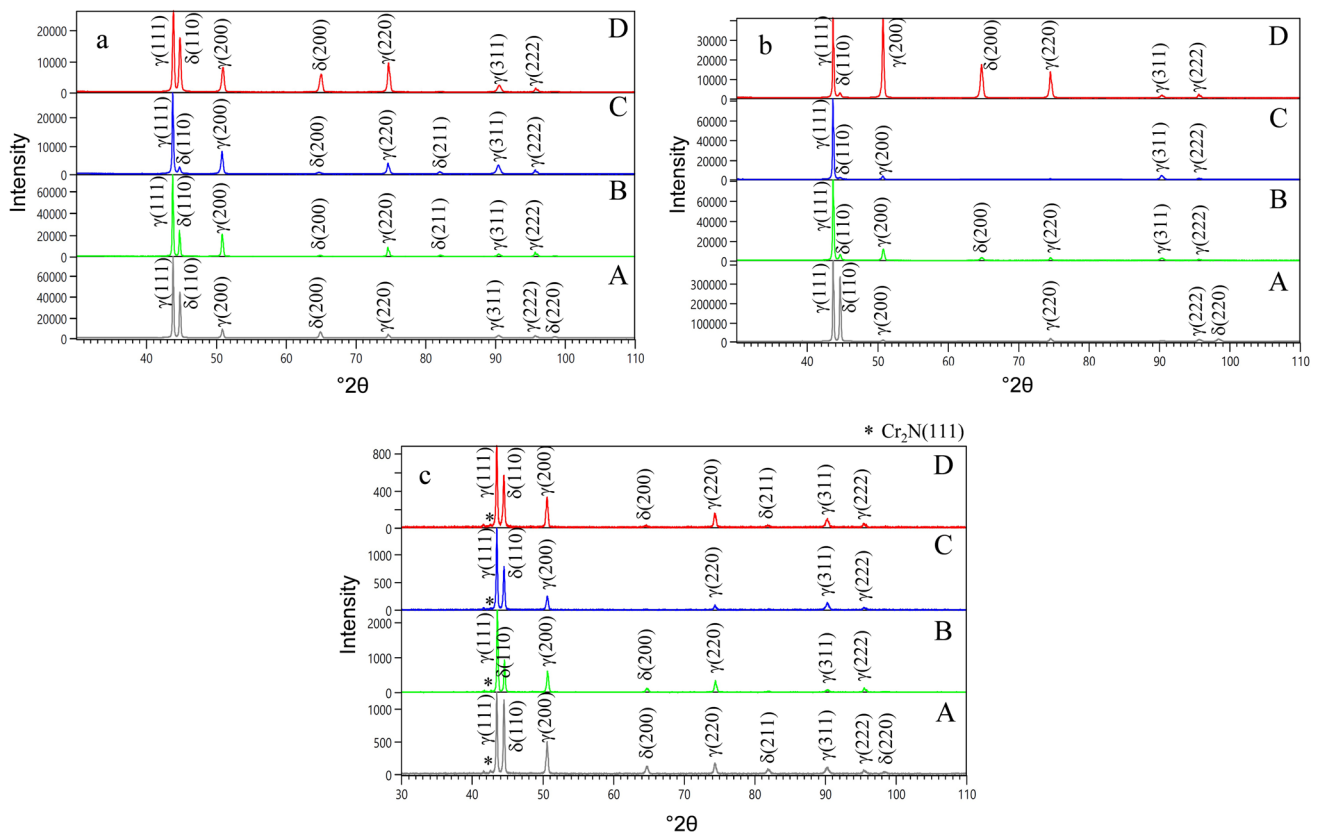 a
Intensity
D
20000
10000
0
γ(111)
δ(110)
γ(200)
δ(200)
γ(220)
γ(311)
γ(222)
C
20000
10000
0
γ(111)
δ(110)
γ(200)
δ(200)
γ(220)
δ(211)
γ(311)
γ(222)
B
60000
40000
20000
0
γ(111)
δ(110)
γ(200)
δ(200)
γ(220)
δ(211)
γ(311)
γ(222)
A
60000
40000
20000
0
γ(111)
δ(110)
γ(200)
δ(200)
γ(220)
γ(311)
γ(222)
δ(220)
40 50 60 70 80 90 100 110
°2θ
b
Intensity
D
30000
20000
10000
0
γ(111)
δ(110)
γ(200)
δ(200)
γ(220)
γ(311)
γ(222)
C
60000
40000
20000
0
γ(111)
δ(110)
γ(200)
γ(311)
γ(222)
B
60000
40000
20000
0
γ(111)
δ(110)
γ(200)
δ(200)
γ(220)
γ(311)
γ(222)
A
300000
200000
100000
0
γ(111)
δ(110)
γ(200)
γ(220)
γ(222)
δ(220)
40 50 60 70 80 90 100 110
°2θ
* Cr₂N(111)
c
Intensity
D
800
400
0
γ(111)
*
δ(110)
γ(200)
δ(200)
γ(220)
δ(211)
γ(311)
γ(222)
C
1000
500
0
γ(111)
*
δ(110)
γ(200)
γ(220)
γ(311)
γ(222)
B
2000
1000
0
γ(111)
*
δ(110)
γ(200)
δ(200)
γ(220)
γ(311)
γ(222)
A
1000
500
0
γ(111)
*
δ(110)
γ(200)
δ(200)
γ(220)
δ(211)
γ(311)
γ(222)
δ(220)
30 40 50 60 70 80 90 100 110
°2θ